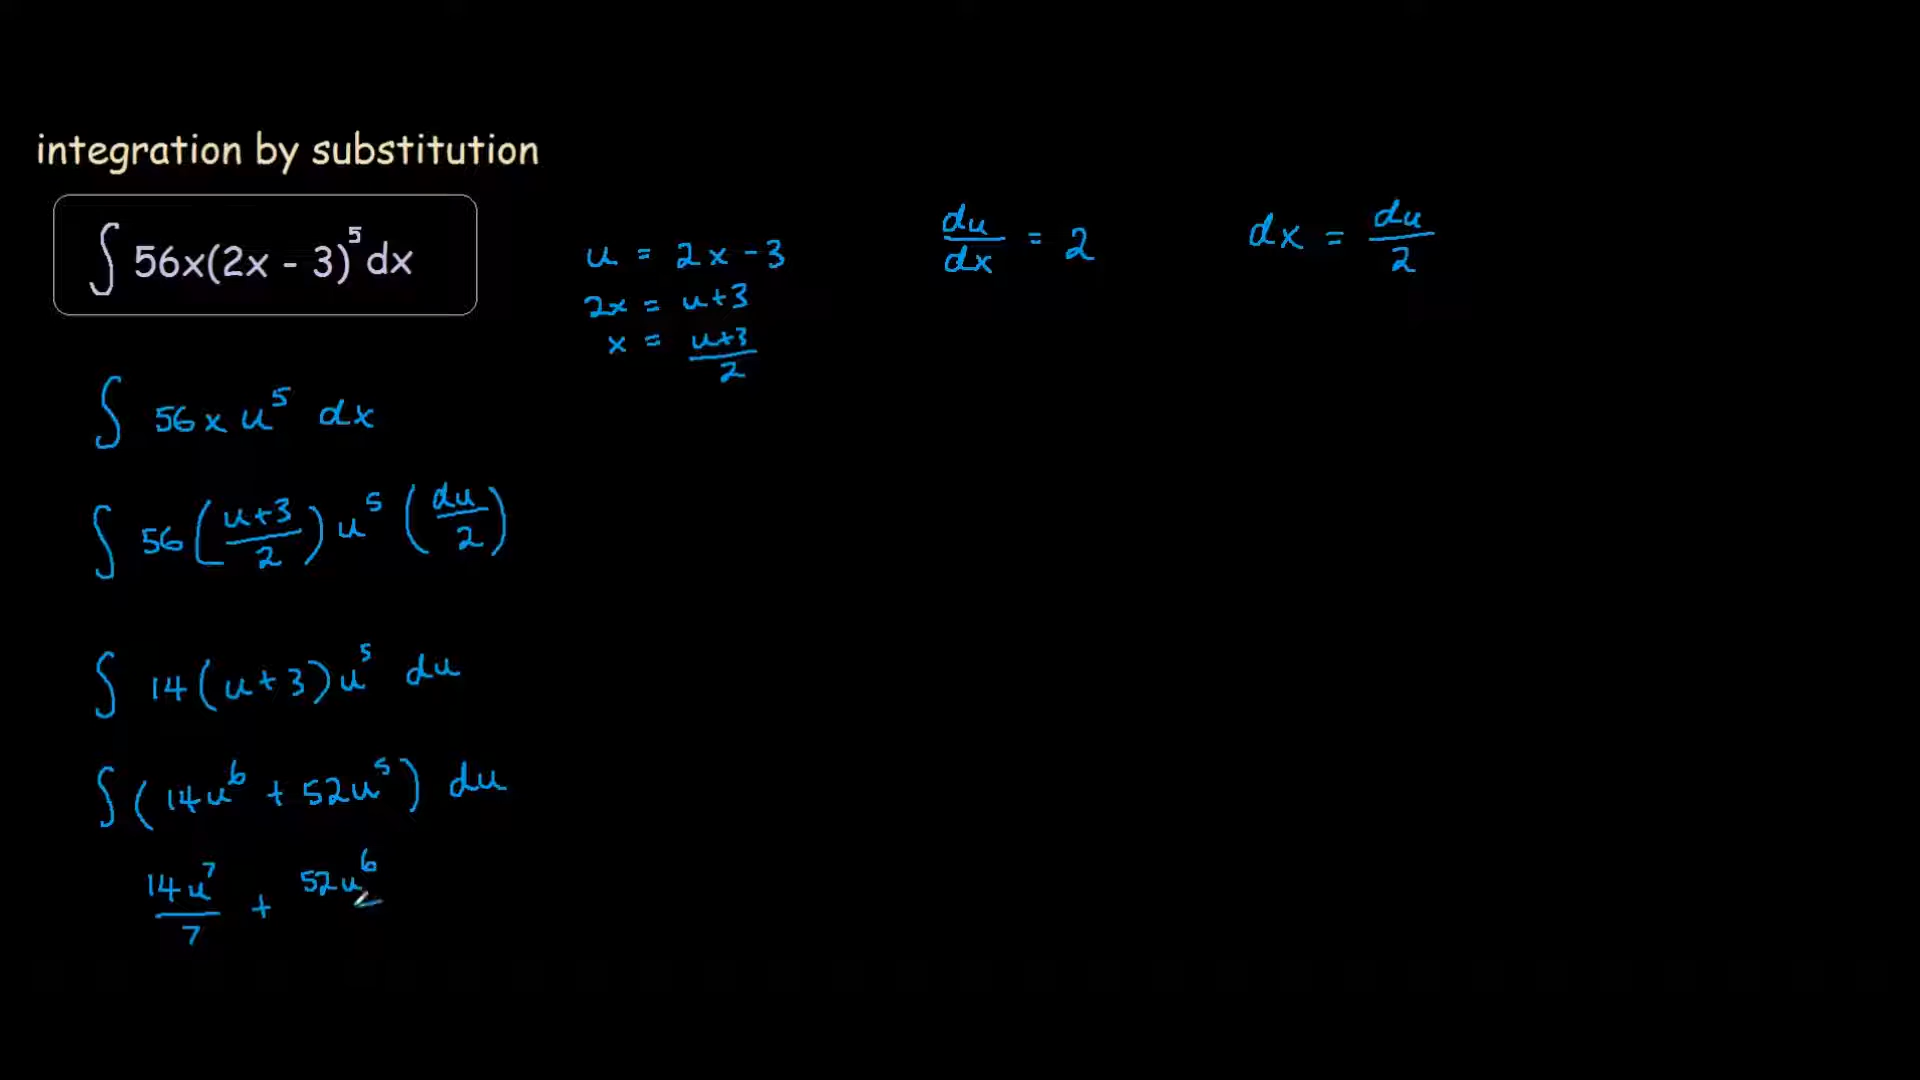 integration by substitution
∫ 56x(2x - 3)⁵ dx
u = 2x - 3
2x = u+3
x = (u+3)/2
du/dx = 2
dx = du/2
∫ 56x u⁵ dx
∫ 56 ((u+3)/2) u⁵ (du/2)
∫ 14(u+3)u⁵ du
∫ (14u⁶ + 52u⁵) du
14u⁷/7 + 52u⁶